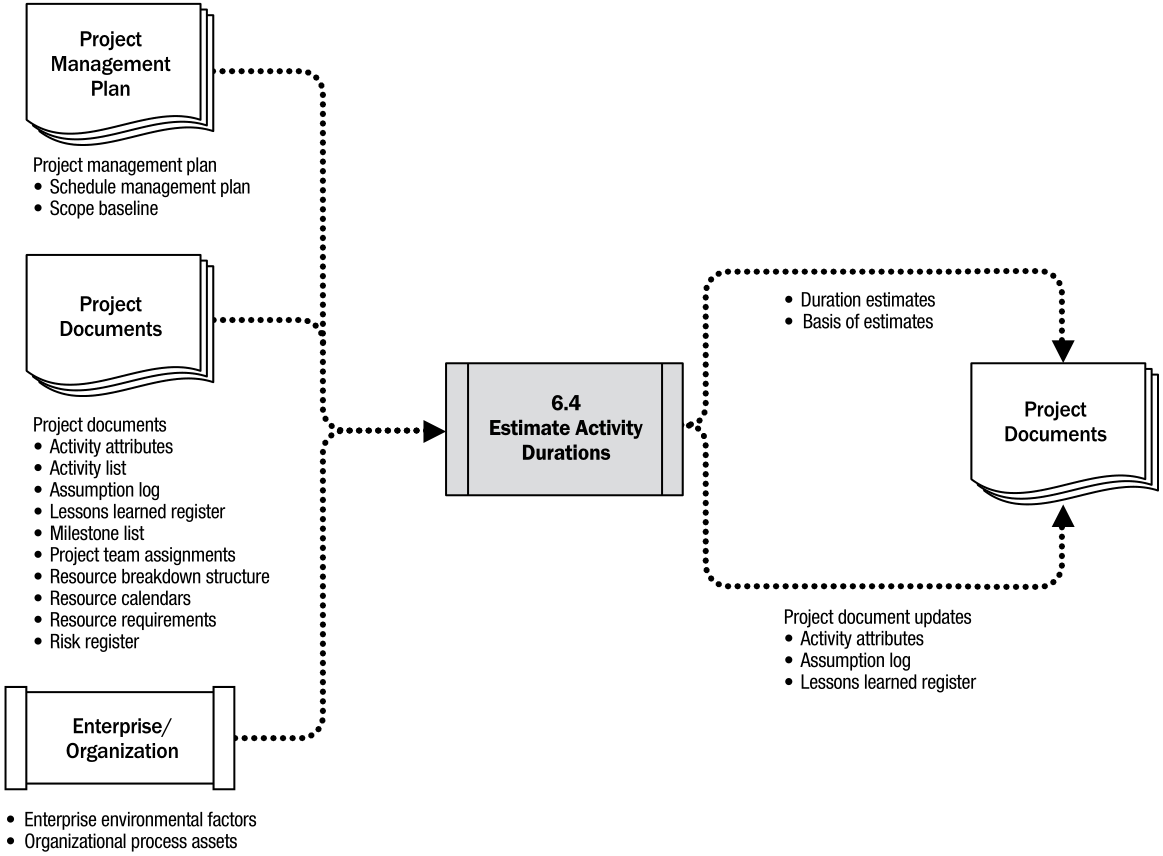 Project
Management
Plan
Project management plan
• Schedule management plan
• Scope baseline
Project
Documents
Project documents
• Activity attributes
• Activity list
• Assumption log
• Lessons learned register
• Milestone list
• Project team assignments
• Resource breakdown structure
• Resource calendars
• Resource requirements
• Risk register
Enterprise/
Organization
• Enterprise environmental factors
• Organizational process assets
6.4
Estimate Activity
Durations
• Duration estimates
• Basis of estimates
Project
Documents
Project document updates
• Activity attributes
• Assumption log
• Lessons learned register